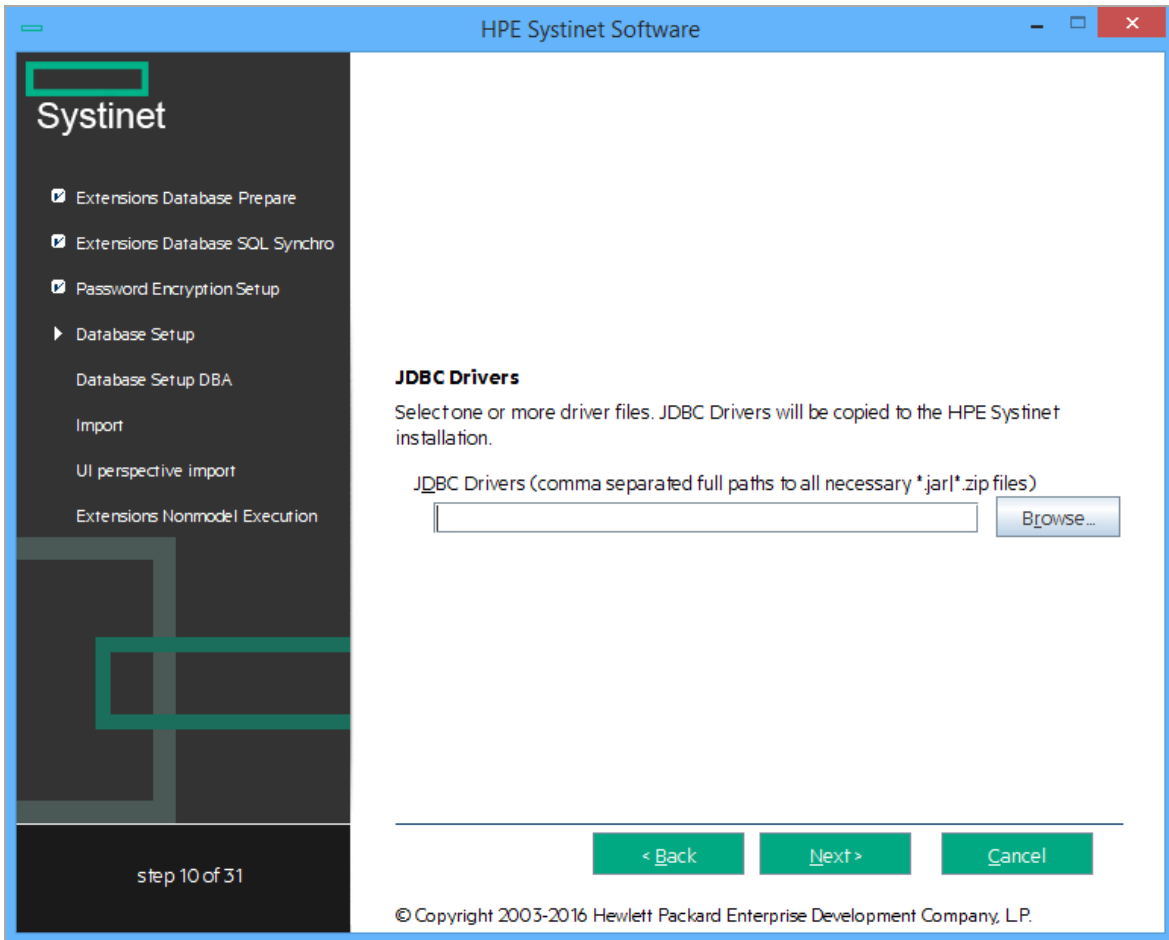 HPE Systinet Software
Systinet
Extensions Database Prepare
Extensions Database SQL Synchro
Password Encryption Setup
Database Setup
Database Setup DBA
Import
UI perspective import
Extensions Nonmodel Execution
step 10 of 31
JDBC Drivers
Select one or more driver files. JDBC Drivers will be copied to the HPE Systinet
installation.
JDBC Drivers (comma separated full paths to all necessary *.jar|*.zip files)
Browse...
< Back
Next >
Cancel
© Copyright 2003-2016 Hewlett Packard Enterprise Development Company, L.P.